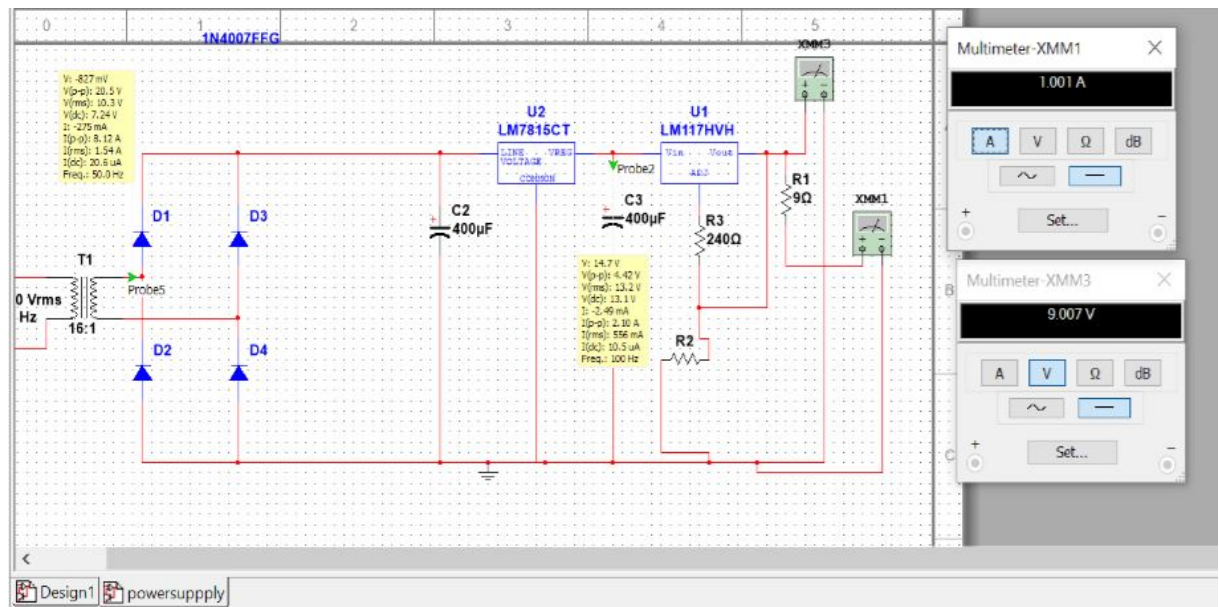 0 1 2 3 4 5
1N4007FFG
XMM3
V: -827 mV
V(p-p): 20.5 V
V(rms): 10.3 V
V(dc): 7.24 V
I: -275 mA
I(p-p): 8.12 A
I(rms): 1.54 A
I(dc): 20.6 uA
Freq.: 50.0 Hz
U2
LM7815CT
LINE VREG
VOLTAGE
COMMON
U1
LM117HVH
Vin Vout
ADJ
Probe2
R1
9Ω
XMM1
D1
D3
C2
400µF
C3
400µF
R3
240Ω
T1
Probe5
0 Vrms
Hz
16:1
V: 14.7 V
V(p-p): 4.42 V
V(rms): 13.2 V
V(dc): 13.1 V
I: -2.49 mA
I(p-p): 2.10 A
I(rms): 556 mA
I(dc): 10.5 uA
Freq.: 100 Hz
R2
D2
D4
B
C
Multimeter-XMM1
1.001 A
A V Ω dB
Set...
Multimeter-XMM3
9.007 V
A V Ω dB
Set...
Design1 powersuppply